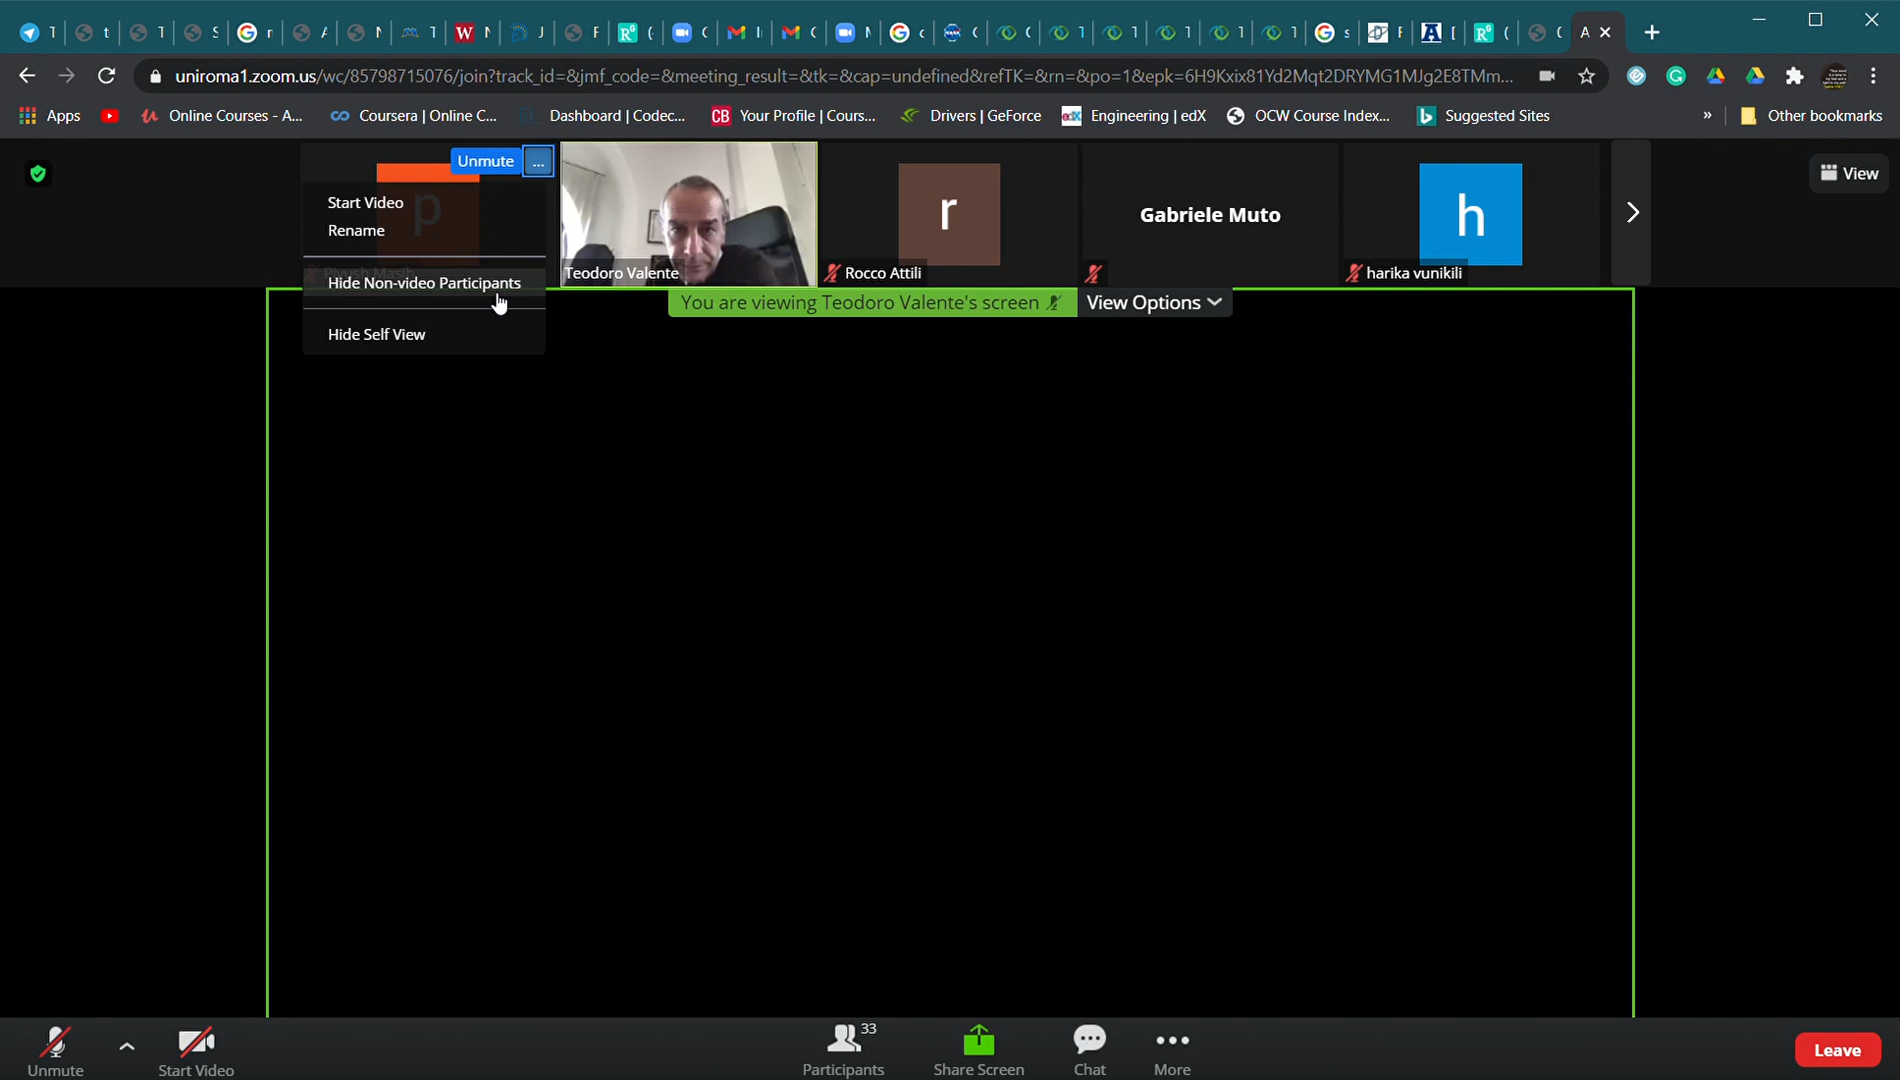 uniroma1.zoom.us/wc/85798715076/join?track_id=&jmf_code=&meeting_result=&tk=&cap=undefined&refTK=&rn=&po=1&epk=6H9Kxix81Yd2Mqt2DRYMG1MJg2E8TMm...
Apps
Online Courses - A...
Coursera | Online C...
Dashboard | Codec...
CB Your Profile | Cours...
Drivers | GeForce
edX Engineering | edX
OCW Course Index...
Suggested Sites
»
Other bookmarks
Unmute
...
Start Video
Rename
p
Piyush Masih
Hide Non-video Participants
Hide Self View
Teodoro Valente
r
Rocco Attili
Gabriele Muto
h
harika vunikili
View
You are viewing Teodoro Valente's screen
View Options
Unmute
Start Video
33
Participants
Share Screen
Chat
More
Leave